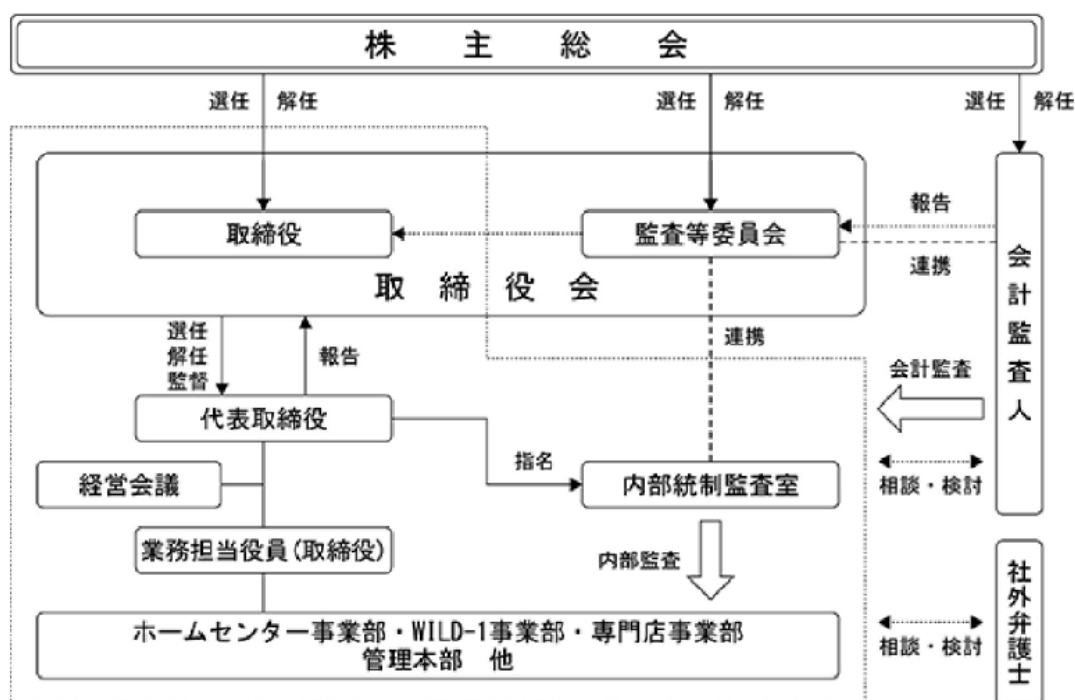 株主総会
選任 解任
選任 解任
選任 解任
取締役
監査等委員会
報告
連携
取締役会
会計監査人
選任
解任
監督
報告
連携
会計監査
代表取締役
指名
経営会議
内部統制監査室
相談・検討
業務担当役員(取締役)
内部監査
社外弁護士
ホームセンター事業部・WILD-1事業部・専門店事業部
管理本部 他
相談・検討